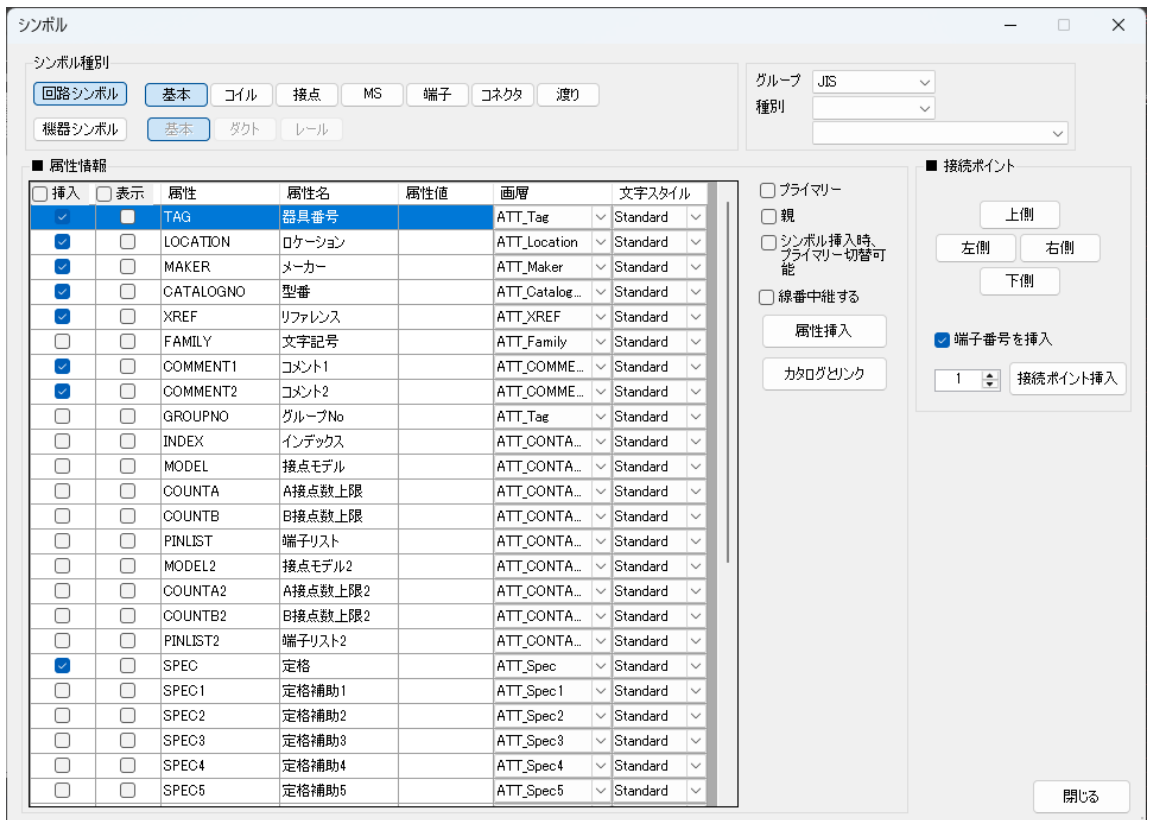 シンボル
シンボル種別
回路シンボル 基本 コイル 接点 MS 端子 コネクタ 渡り
機器シンボル 基本 ダクト レール
グループ JIS
種別
■ 属性情報
挿入 表示 属性 属性名 属性値 画層 文字スタイル
TAG 器具番号 ATT_Tag Standard
LOCATION ロケーション ATT_Location Standard
MAKER メーカー ATT_Maker Standard
CATALOGNO 型番 ATT_Catalog... Standard
XREF リファレンス ATT_XREF Standard
FAMILY 文字記号 ATT_Family Standard
COMMENT1 コメント1 ATT_COMME... Standard
COMMENT2 コメント2 ATT_COMME... Standard
GROUPNO グループNo ATT_Tag Standard
INDEX インデックス ATT_CONTA... Standard
MODEL 接点モデル ATT_CONTA... Standard
COUNTA A接点数上限 ATT_CONTA... Standard
COUNTB B接点数上限 ATT_CONTA... Standard
PINLIST 端子リスト ATT_CONTA... Standard
MODEL2 接点モデル2 ATT_CONTA... Standard
COUNTA2 A接点数上限2 ATT_CONTA... Standard
COUNTB2 B接点数上限2 ATT_CONTA... Standard
PINLIST2 端子リスト2 ATT_CONTA... Standard
SPEC 定格 ATT_Spec Standard
SPEC1 定格補助1 ATT_Spec1 Standard
SPEC2 定格補助2 ATT_Spec2 Standard
SPEC3 定格補助3 ATT_Spec3 Standard
SPEC4 定格補助4 ATT_Spec4 Standard
SPEC5 定格補助5 ATT_Spec5 Standard
プライマリー
親
シンボル挿入時、
プライマリー切替可
能
線番中継する
属性挿入
カタログとリンク
■ 接続ポイント
上側
左側 右側
下側
端子番号を挿入
1 接続ポイント挿入
閉じる